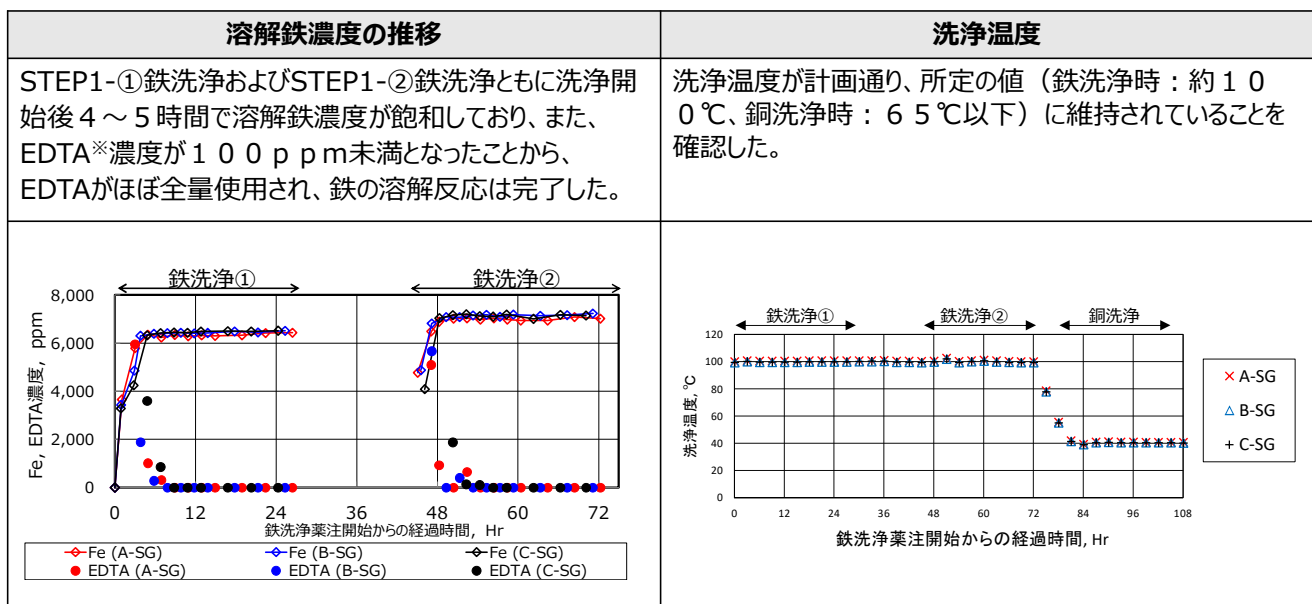 溶解鉄濃度の推移
洗浄温度
STEP1-①鉄洗浄およびSTEP1-②鉄洗浄ともに洗浄開
始後４～５時間で溶解鉄濃度が飽和しており、また、
EDTA※濃度が１００ｐｐｍ未満となったことから、
EDTAがほぼ全量使用され、鉄の溶解反応は完了した。
洗浄温度が計画通り、所定の値（鉄洗浄時：約１０
０℃、銅洗浄時：６５℃以下）に維持されていることを
確認した。
鉄洗浄①
鉄洗浄②
Fe, EDTA濃度, ppm
8,000
6,000
4,000
2,000
0
0 12 24 36 48 60 72
鉄洗浄薬注開始からの経過時間, Hr
Fe (A-SG) Fe (B-SG) Fe (C-SG)
EDTA (A-SG) EDTA (B-SG) EDTA (C-SG)
鉄洗浄①
鉄洗浄②
銅洗浄
洗浄温度, ℃
120
100
80
60
40
20
0
0 12 24 36 48 60 72 84 96 108
鉄洗浄薬注開始からの経過時間, Hr
A-SG
B-SG
C-SG